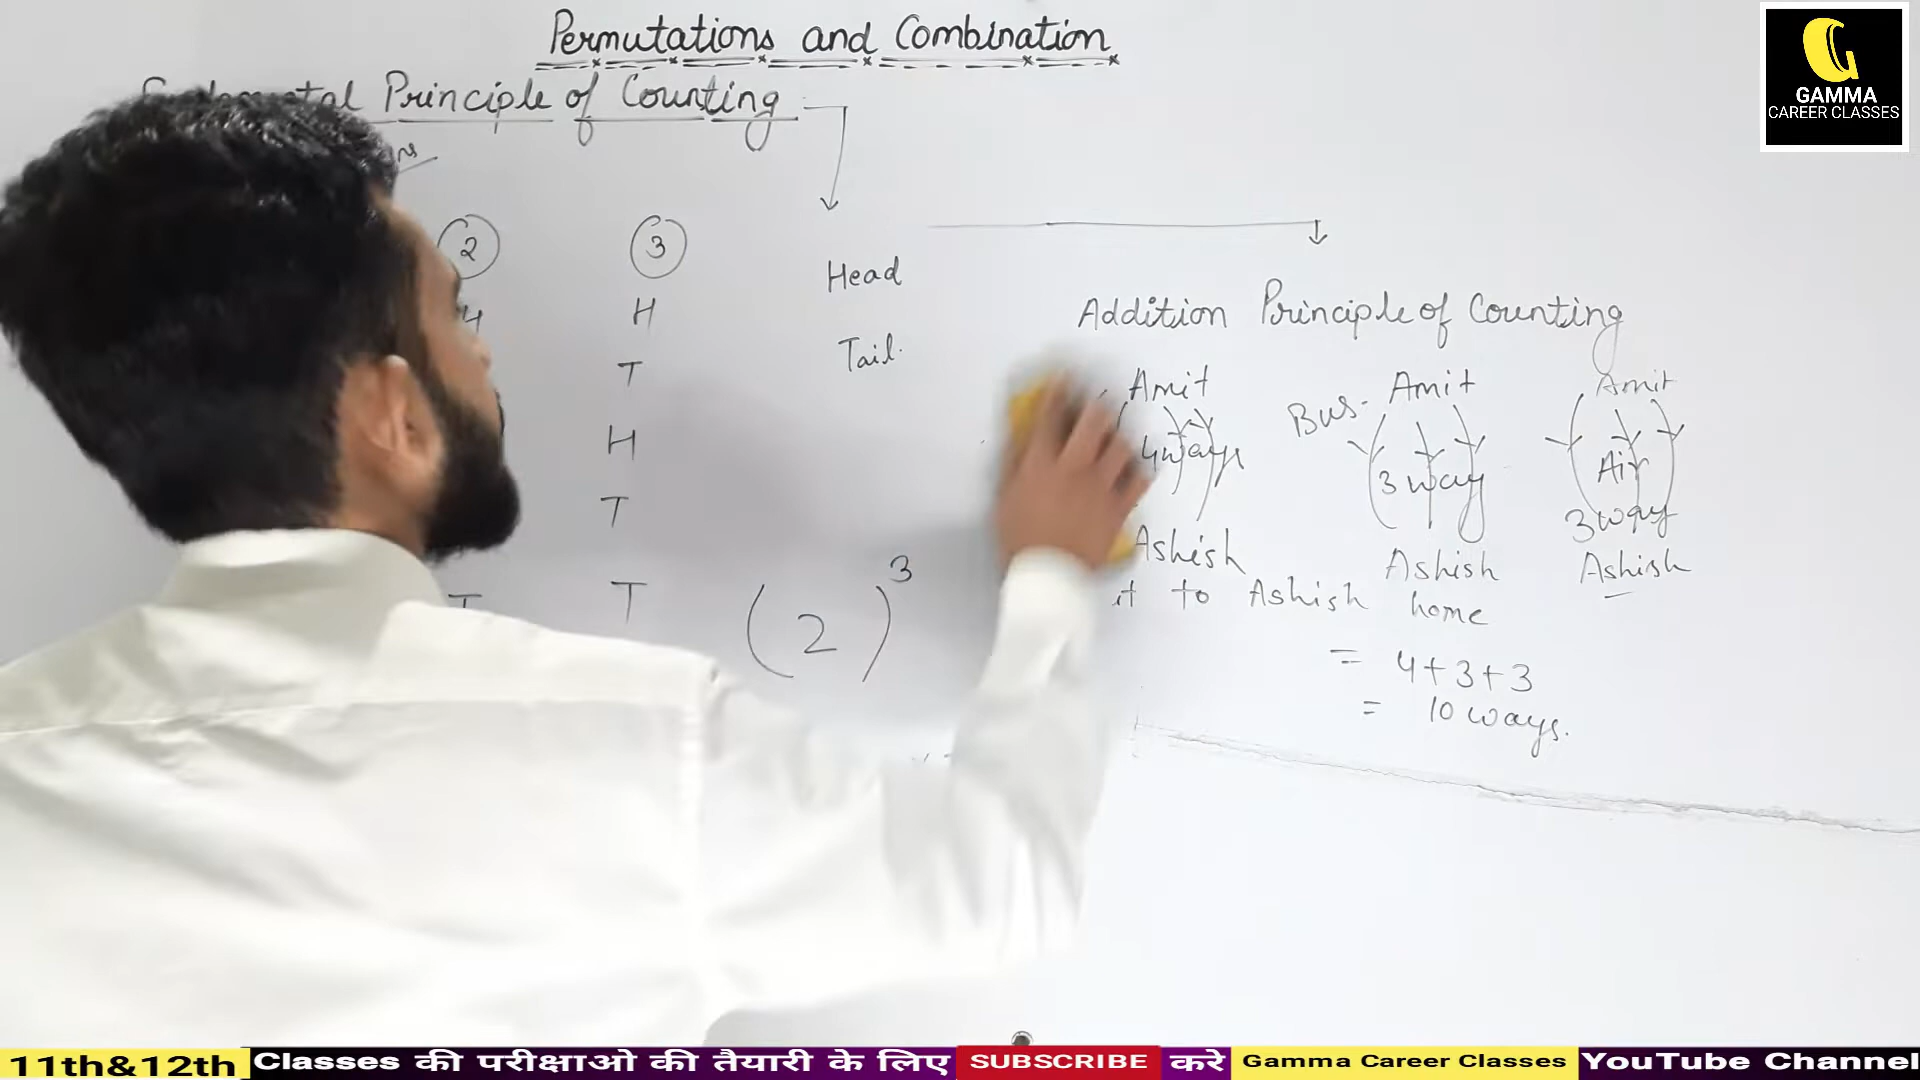 Permutations and Combination
Principle of Counting
2 3
Head
Tail.
H
T
H
T
T T
(2)³
Addition Principle of Counting
Amit Bus- Amit Amit
4 ways 3 way Air
3 way
Ashish Ashish Ashish
to Ashish home
= 4+3+3
= 10 ways.
GAMMA
CAREER CLASSES
11th&12th Classes की परीक्षाओ की तैयारी के लिए SUBSCRIBE करे Gamma Career Classes YouTube Channel